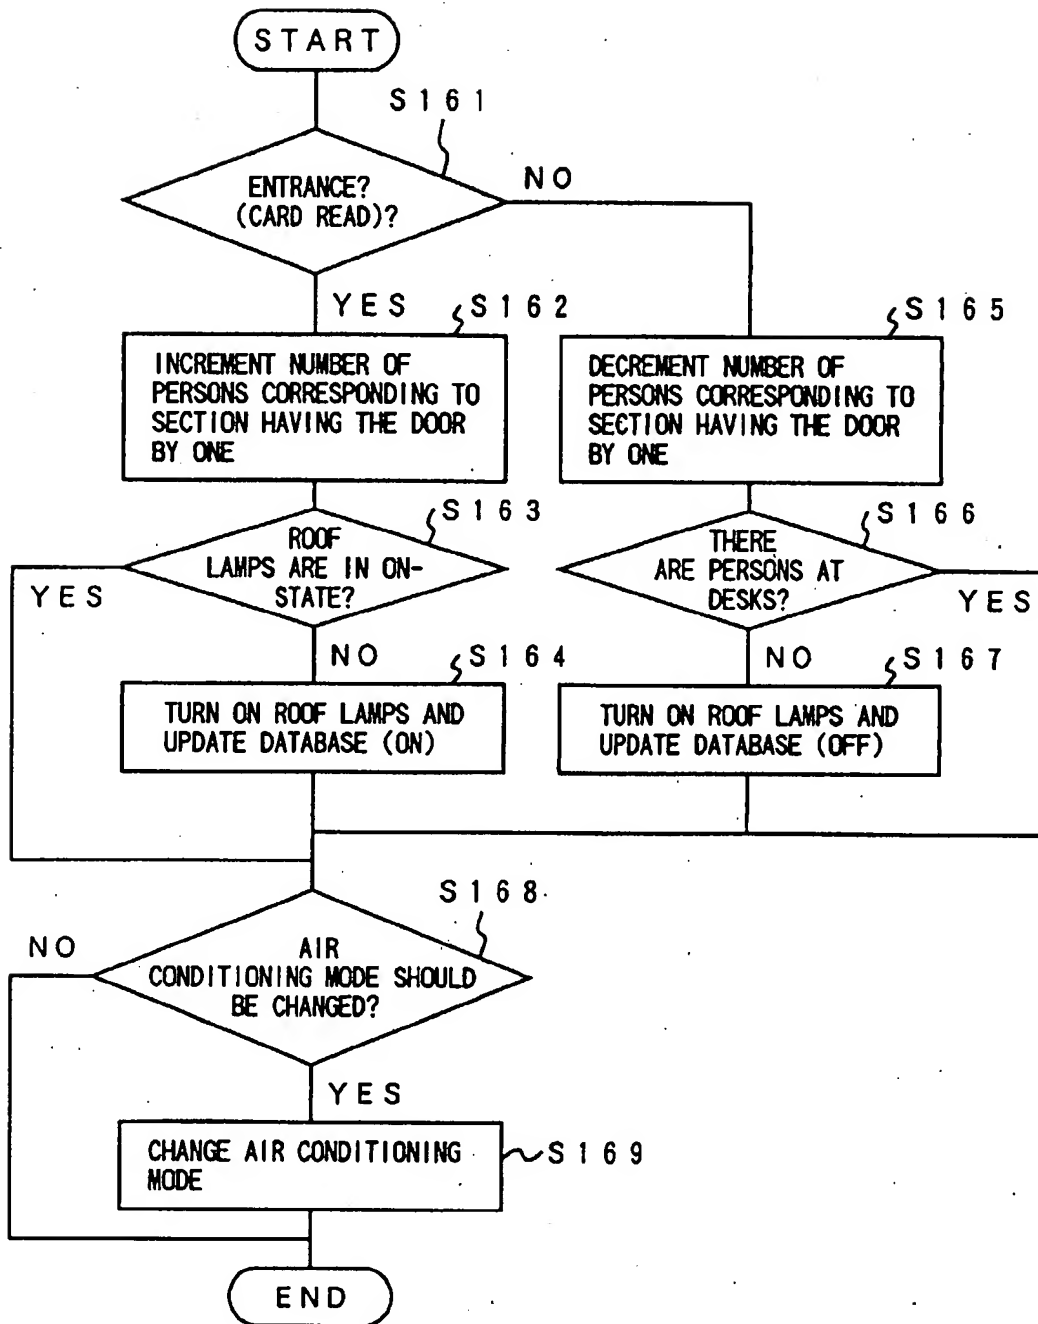 START
S161
ENTRANCE?
(CARD READ)?
NO
YES
S162
INCREMENT NUMBER OF
PERSONS CORRESPONDING TO
SECTION HAVING THE DOOR
BY ONE
S165
DECREMENT NUMBER OF
PERSONS CORRESPONDING TO
SECTION HAVING THE DOOR
BY ONE
S163
ROOF
LAMPS ARE IN ON-
STATE?
YES
NO
S166
THERE
ARE PERSONS AT
DESKS?
YES
NO
S164
TURN ON ROOF LAMPS AND
UPDATE DATABASE (ON)
S167
TURN ON ROOF LAMPS AND
UPDATE DATABASE (OFF)
S168
NO
AIR
CONDITIONING MODE SHOULD
BE CHANGED?
YES
CHANGE AIR CONDITIONING
MODE
S169
END